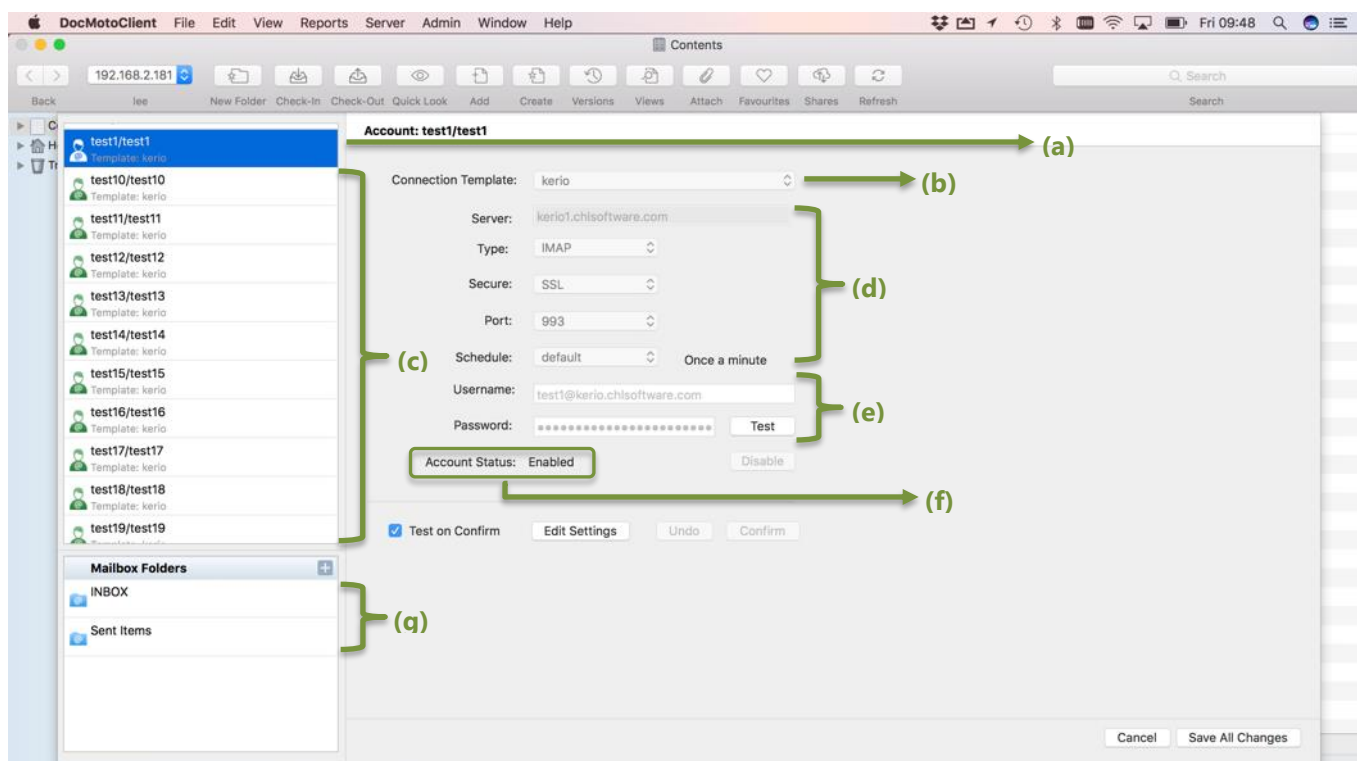 DocMotoClient File Edit View Reports Server Admin Window Help Fri 09:48
Contents
192.168.2.181 Search
Back lee New Folder Check-In Check-Out Quick Look Add Create Versions Views Attach Favourites Shares Refresh Search
C
H
Tr
test1/test1
Template: kerio
test10/test10
Template: kerio
test11/test11
Template: kerio
test12/test12
Template: kerio
test13/test13
Template: kerio
test14/test14
Template: kerio
test15/test15
Template: kerio
test16/test16
Template: kerio
test17/test17
Template: kerio
test18/test18
Template: kerio
test19/test19
(c)
Mailbox Folders
INBOX
Sent Items
(g)
Account: test1/test1
(a)
Connection Template: kerio
(b)
Server: kerio1.chlsoftware.com
Type: IMAP
Secure: SSL
(d)
Port: 993
Schedule: default Once a minute
Username: test1@kerio.chlsoftware.com
(e)
Password: Test
Account Status: Enabled Disable
(f)
Test on Confirm Edit Settings Undo Confirm
Cancel Save All Changes